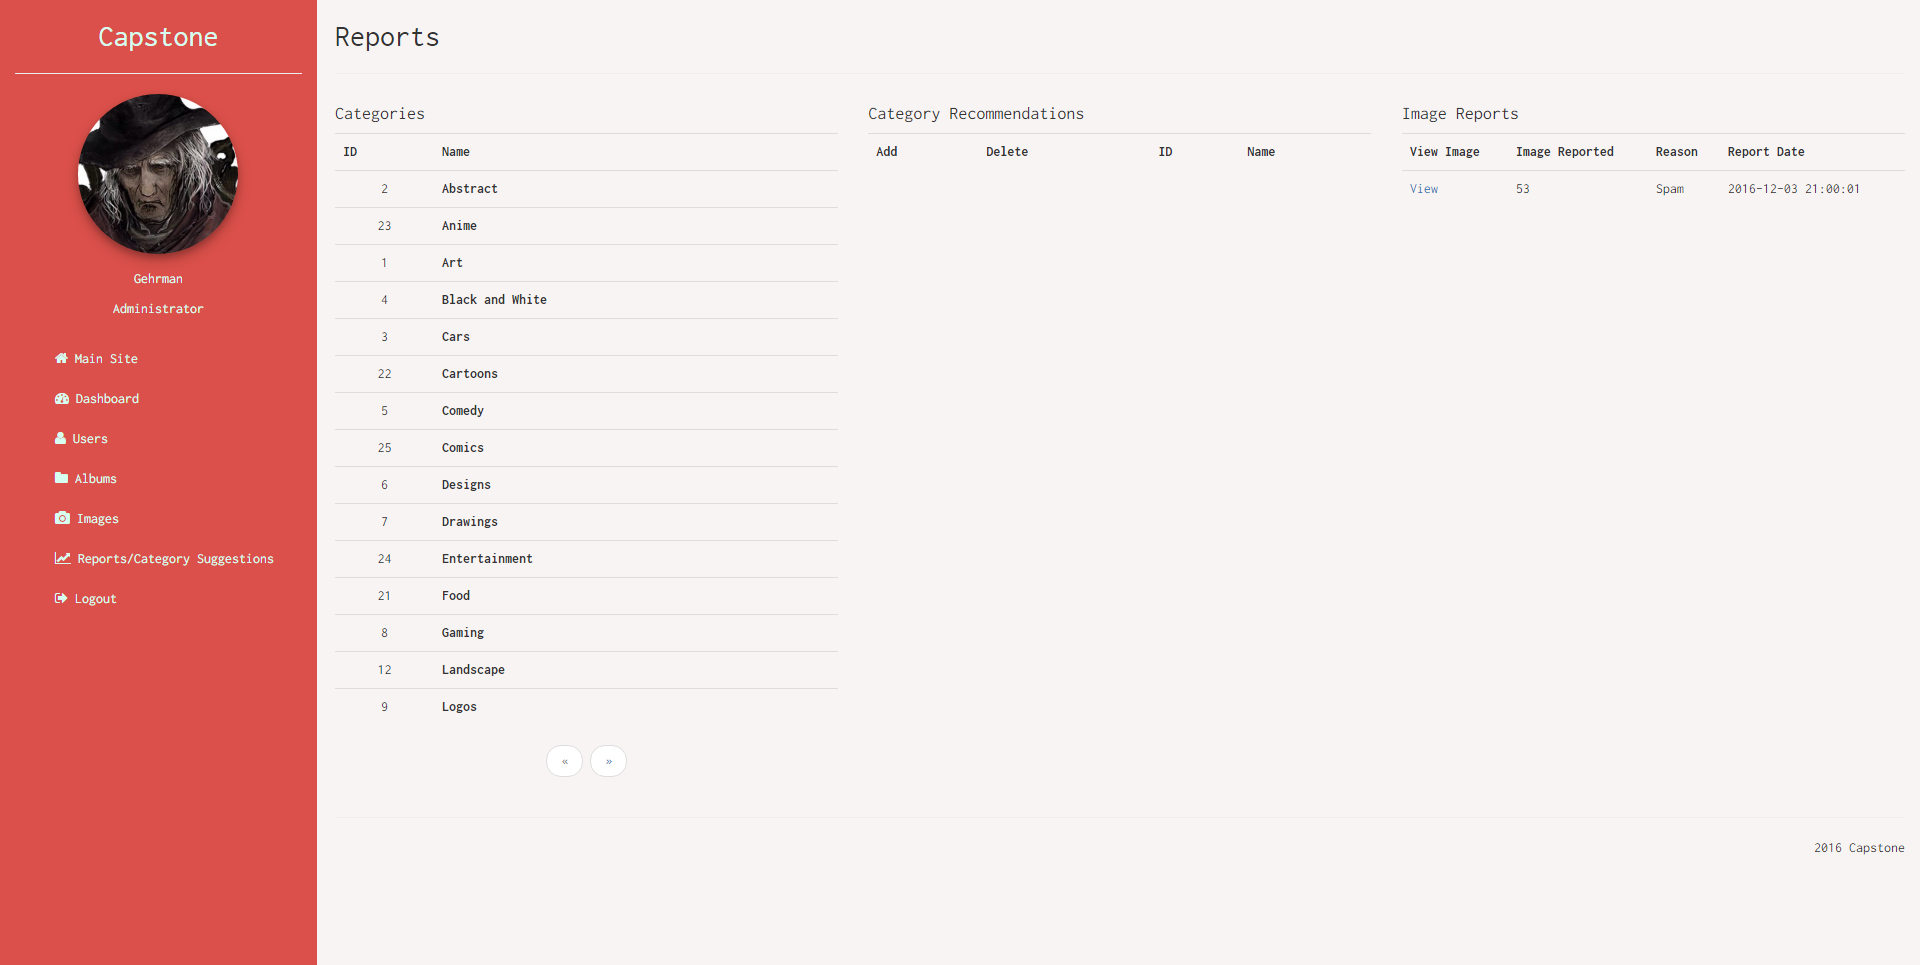 Capstone
Gehrman
Administrator
Main Site
Dashboard
Users
Albums
Images
Reports/Category Suggestions
Logout
Reports
Categories
ID Name
2 Abstract
23 Anime
1 Art
4 Black and White
3 Cars
22 Cartoons
5 Comedy
25 Comics
6 Designs
7 Drawings
24 Entertainment
21 Food
8 Gaming
12 Landscape
9 Logos
« »
Category Recommendations
Add Delete ID Name
Image Reports
View Image Image Reported Reason Report Date
View 53 Spam 2016-12-03 21:00:01
2016 Capstone